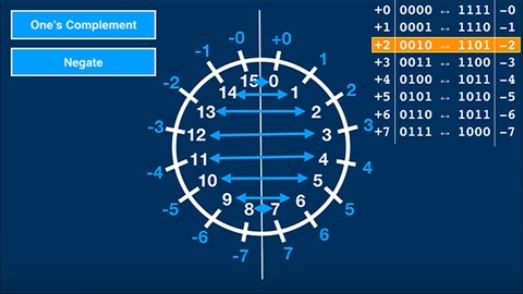 One's Complement
Negate
+0 0000 ↔ 1111 -0
+1 0001 ↔ 1110 -1
+2 0010 ↔ 1101 -2
+3 0011 ↔ 1100 -3
+4 0100 ↔ 1011 -4
+5 0101 ↔ 1010 -5
+6 0110 ↔ 1011 -6
+7 0111 ↔ 1000 -7
-0 +0
-1 15 0 1
14 1
-2 13 2 2
-3 12 3 3
-4 11 4 4
10 5
-5 9 6 5
8 7
-6 6
-7 7